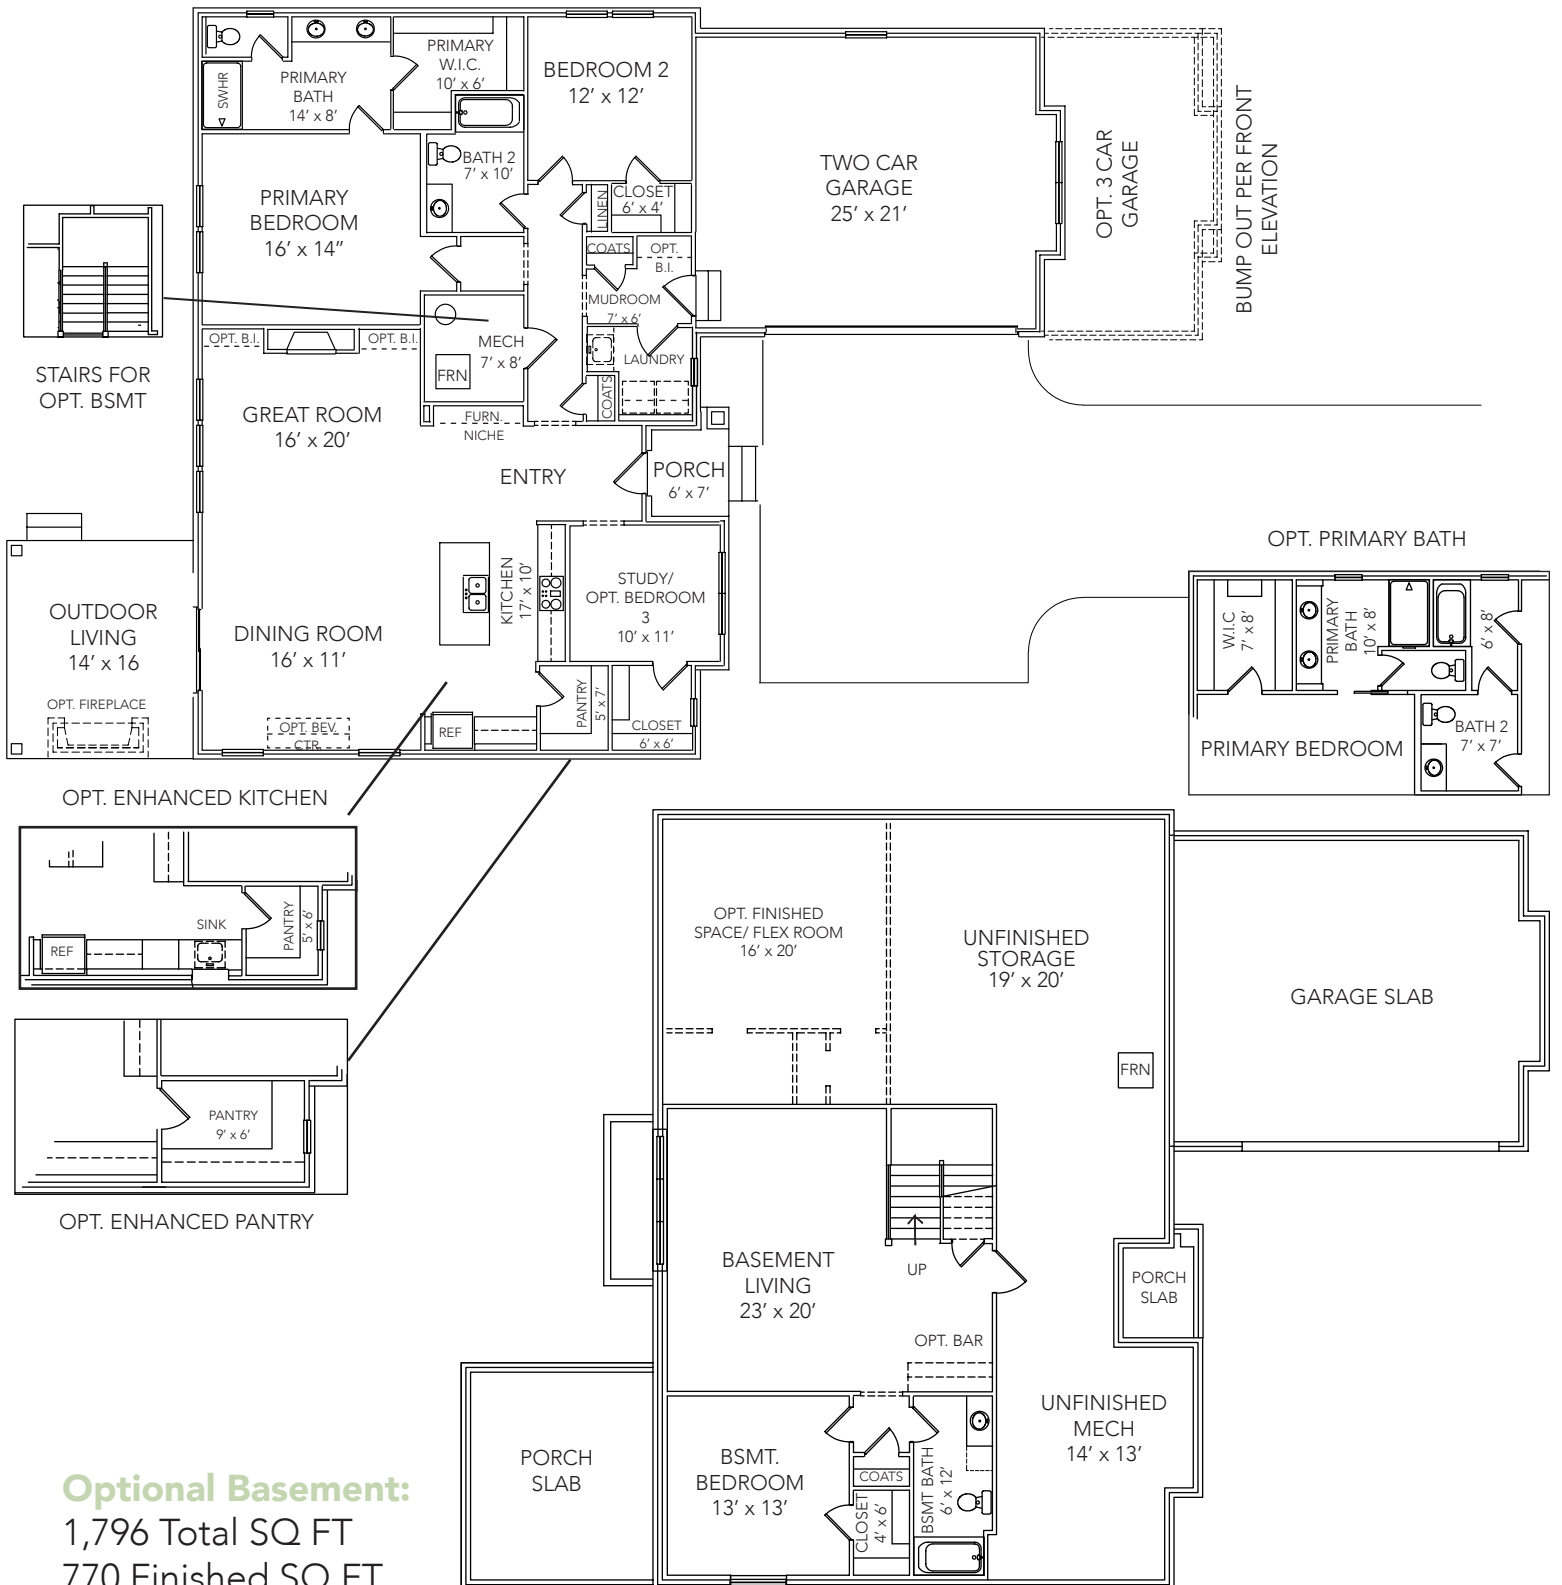 PRIMARY
W.I.C.
10’ x 6’
BEDROOM 2
12’ x 12’
SWHR
PRIMARY
BATH
14’ x 8’
BATH 2
7’ x 10’
TWO CAR
GARAGE
25’ x 21’
OPT. 3 CAR
GARAGE
BUMP OUT PER FRONT
ELEVATION
PRIMARY
BEDROOM
16’ x 14”
LINEN
CLOSET
6’ x 4’
COATS
OPT.
B.I.
MUDROOM
7’ x 6’
MECH
7’ x 8’
FRN
LAUNDRY
COATS
STAIRS FOR
OPT. BSMT
OPT. B.I.
OPT. B.I.
GREAT ROOM
16’ x 20’
FURN.
NICHE
ENTRY
PORCH
6’ x 7’
KITCHEN
17’ x 10’
STUDY/
OPT. BEDROOM
3
10’ x 11’
OUTDOOR
LIVING
14’ x 16
OPT. FIREPLACE
DINING ROOM
16’ x 11’
OPT. BEV.
CTR.
REF
PANTRY
5’ x 7’
CLOSET
6’ x 6’
OPT. PRIMARY BATH
W.I.C
7’ x 8’
PRIMARY
BATH
10’ x 8’
6’ x 8’
PRIMARY BEDROOM
BATH 2
7’ x 7’
OPT. ENHANCED KITCHEN
SINK
REF
PANTRY
5’ x 6’
PANTRY
9’ x 6’
OPT. ENHANCED PANTRY
OPT. FINISHED
SPACE/ FLEX ROOM
16’ x 20’
UNFINISHED
STORAGE
19’ x 20’
GARAGE SLAB
FRN
BASEMENT
LIVING
23’ x 20’
UP
OPT. BAR
PORCH
SLAB
UNFINISHED
MECH
14’ x 13’
PORCH
SLAB
BSMT.
BEDROOM
13’ x 13’
COATS
CLOSET
4’ x 6’
BSMT BATH
6’ x 12’
Optional Basement:
1,796 Total SQ FT
770 Finished SQ FT